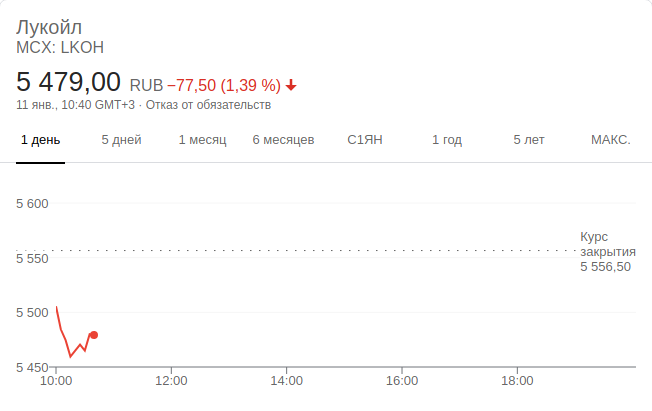 Лукойл
MCX: LKOH
5 479,00 RUB −77,50 (1,39 %)
11 янв., 10:40 GMT+3 · Отказ от обязательств
1 день 5 дней 1 месяц 6 месяцев С1ЯН 1 год 5 лет МАКС.
5 600
Курс
закрытия
5 556,50
5 550
5 500
5 450
10:00 12:00 14:00 16:00 18:00